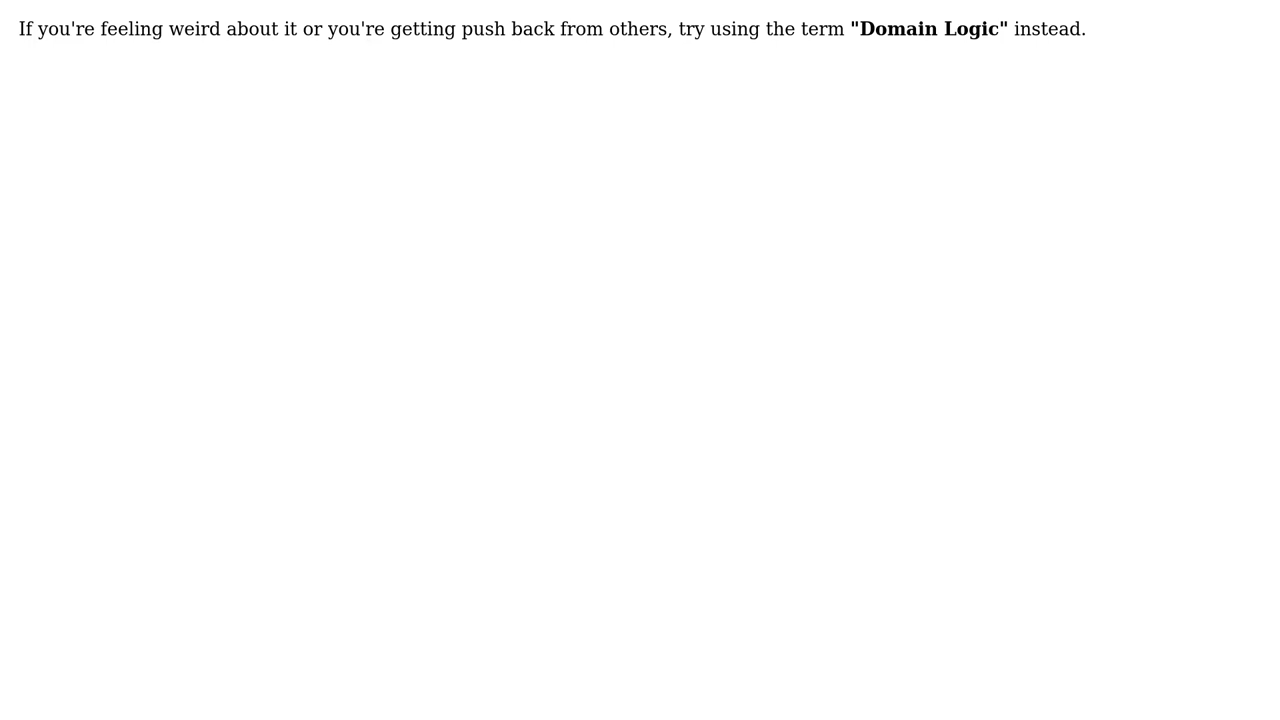 If you're feeling weird about it or you're getting push back from others, try using the term "Domain Logic" instead.